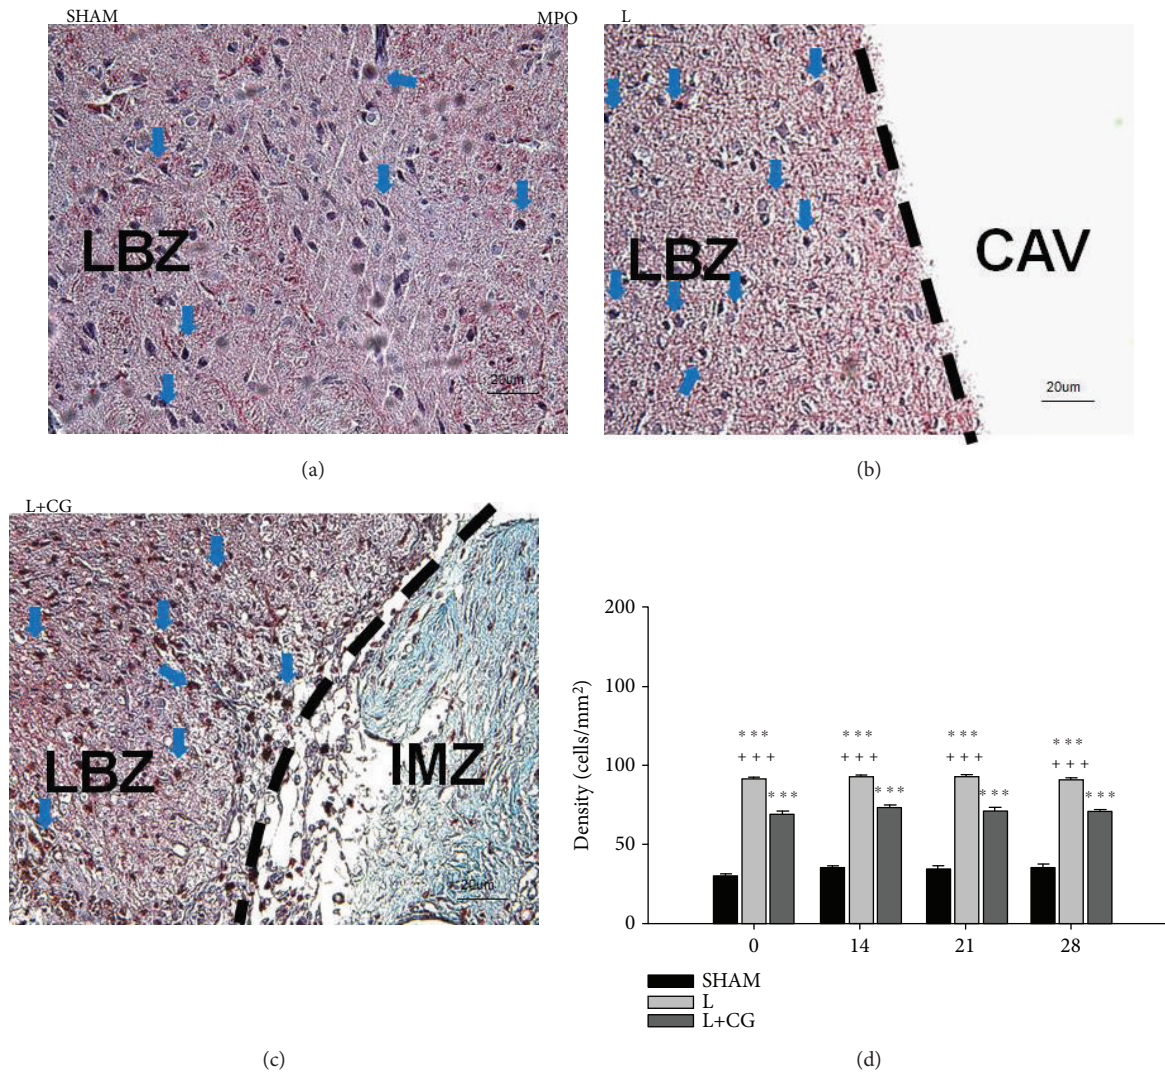 SHAM MPO L
LBZ
20um
LBZ CAV
20um
(a) (b)
L+CG
LBZ IMZ
20um
(c)
Density (cells/mm²)
200
100
100
50
0
*** *** *** ***
+++ +++ +++ +++
*** *** *** ***
0 14 21 28
SHAM
L
L+CG
(d)